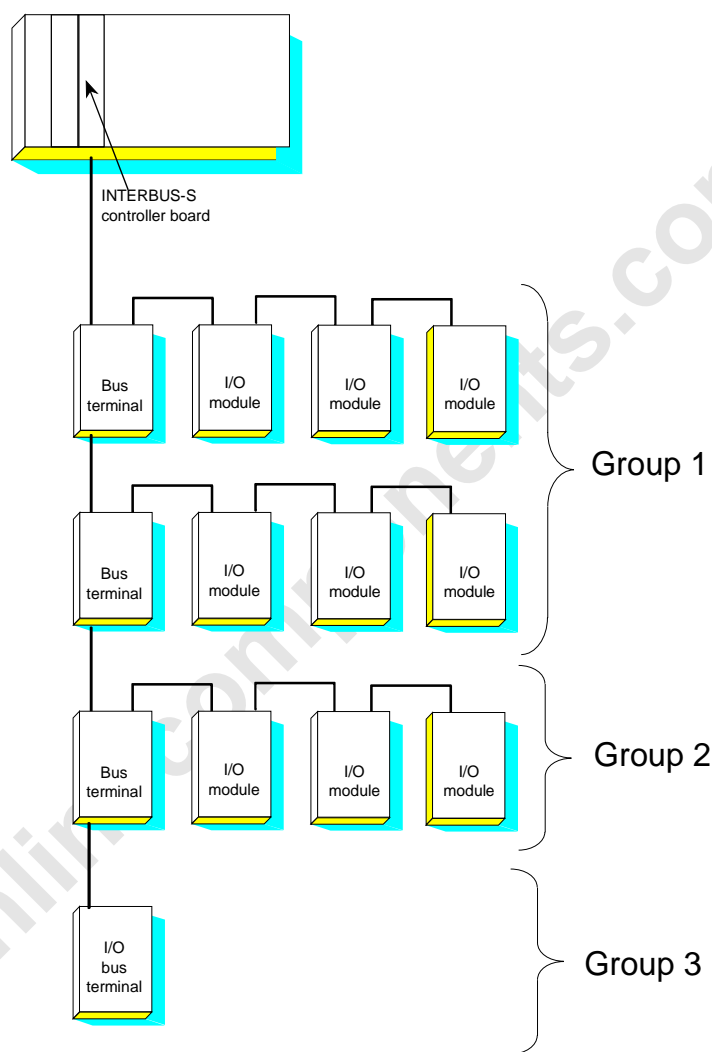 INTERBUS-S
controller board
Bus
terminal
I/O
module
I/O
module
I/O
module
Group 1
Bus
terminal
I/O
module
I/O
module
I/O
module
Bus
terminal
I/O
module
I/O
module
I/O
module
Group 2
I/O
bus
terminal
Group 3